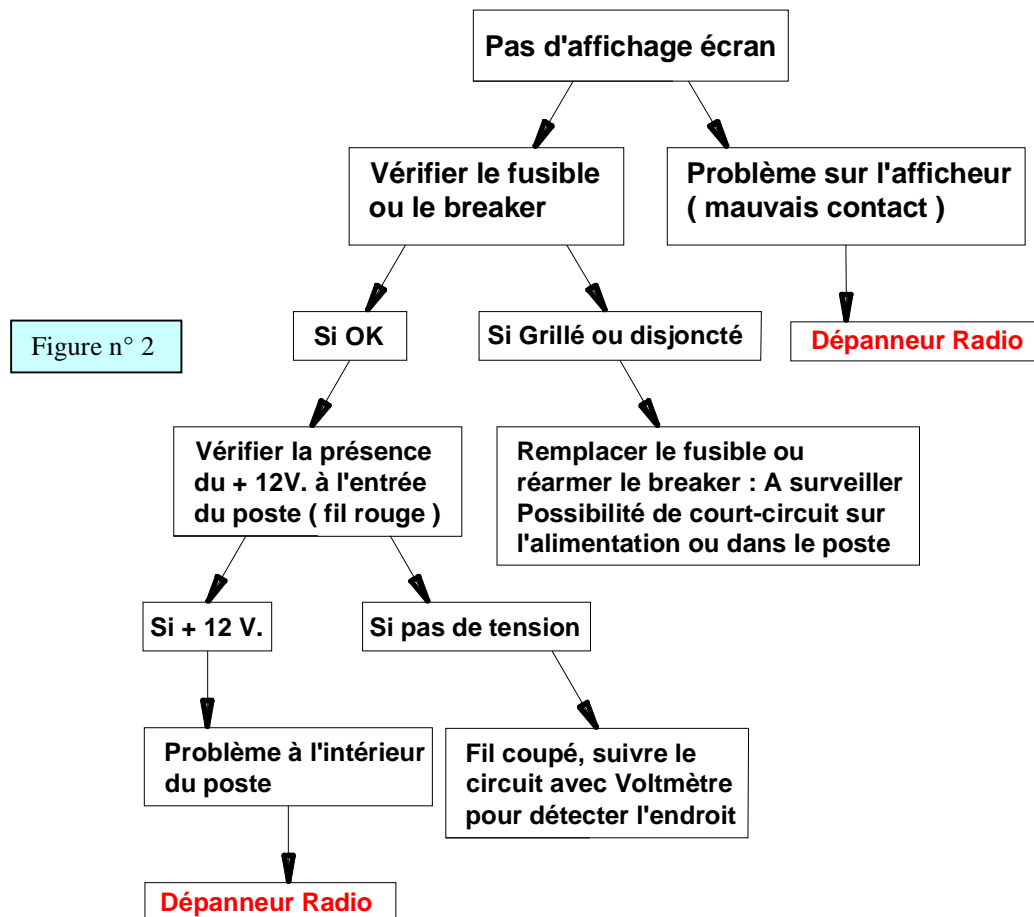 Pas d'affichage écran
Vérifier le fusible
ou le breaker
Problème sur l'afficheur
( mauvais contact )
Figure n° 2
Si OK
Si Grillé ou disjoncté
Dépanneur Radio
Vérifier la présence
du + 12V. à l'entrée
du poste ( fil rouge )
Remplacer le fusible ou
réarmer le breaker : A surveiller
Possibilité de court-circuit sur
l'alimentation ou dans le poste
Si + 12 V.
Si pas de tension
Problème à l'intérieur
du poste
Fil coupé, suivre le
circuit avec Voltmètre
pour détecter l'endroit
Dépanneur Radio